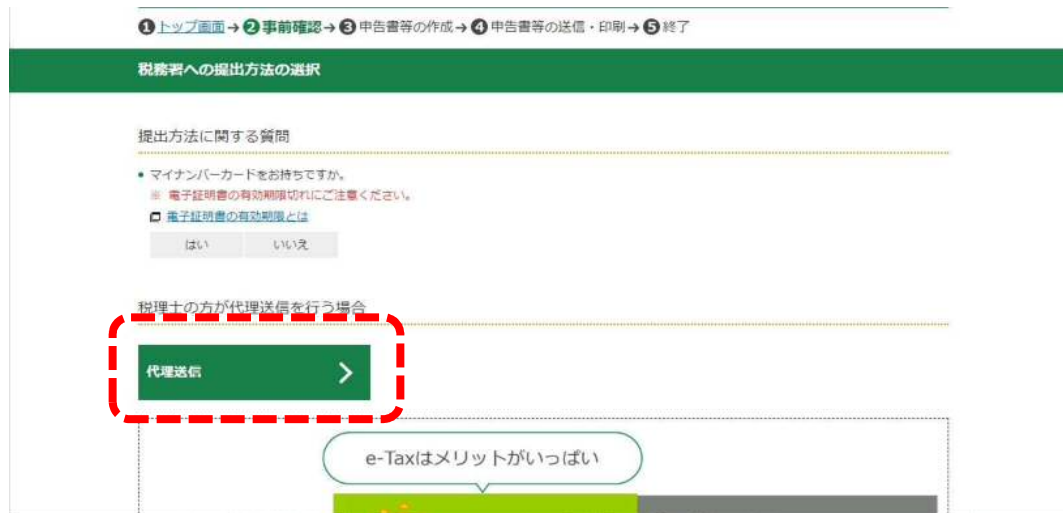 ❶トップ画面→❷事前確認→❸申告書等の作成→❹申告書等の送信・印刷→❺終了
税務署への提出方法の選択
提出方法に関する質問
• マイナンバーカードをお持ちですか。
※ 電子証明書の有効期限切れにご注意ください。
電子証明書の有効期限とは
はい いいえ
税理士の方が代理送信を行う場合
代理送信
e-Taxはメリットがいっぱい